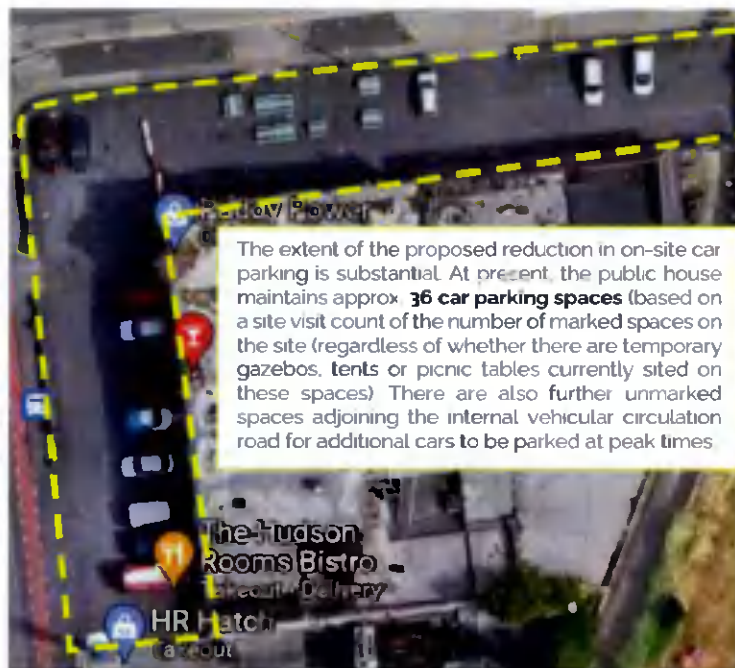 Paddy Power
The extent of the proposed reduction in on-site car
parking is substantial. At present, the public house
maintains approx. 36 car parking spaces (based on
a site visit count of the number of marked spaces on
the site (regardless of whether there are temporary
gazebos, tents or picnic tables currently sited on
these spaces). There are also further unmarked
spaces adjoining the internal vehicular circulation
road for additional cars to be parked at peak times.
The Hudson
Rooms Bistro
Takeout · Delivery
HR Hatch
Takeout